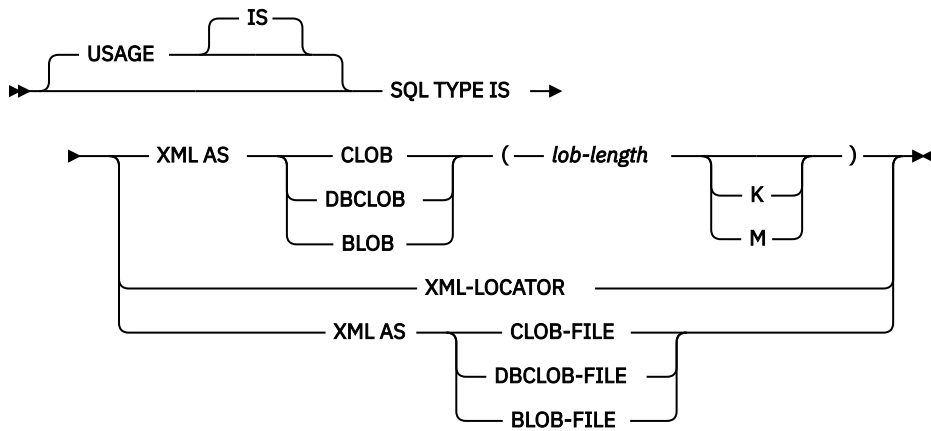 IS
USAGE
SQL TYPE IS
XML AS CLOB ( lob-length )
DBCLOB K
BLOB M
XML-LOCATOR
XML AS CLOB-FILE
DBCLOB-FILE
BLOB-FILE